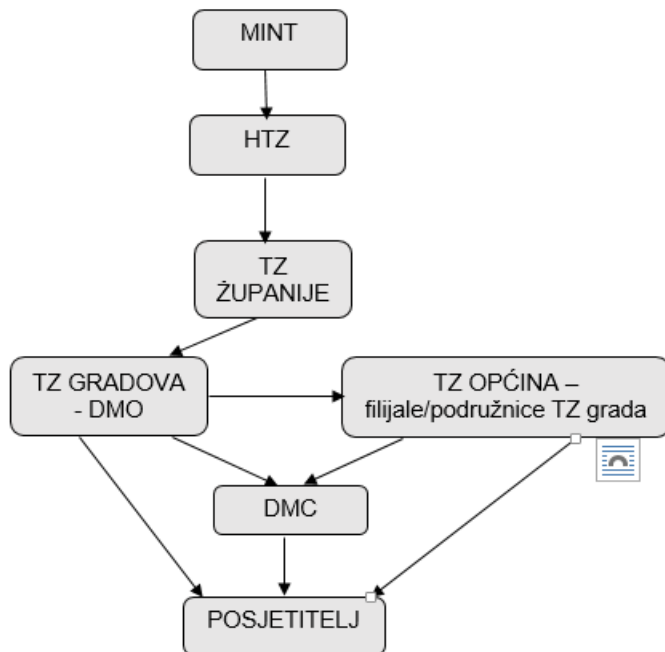 MINT
HTZ
TZ
ŽUPANIJE
TZ GRADOVA
- DMO
TZ OPĆINA –
filijale/podružnice TZ grada
DMC
POSJETITELJ